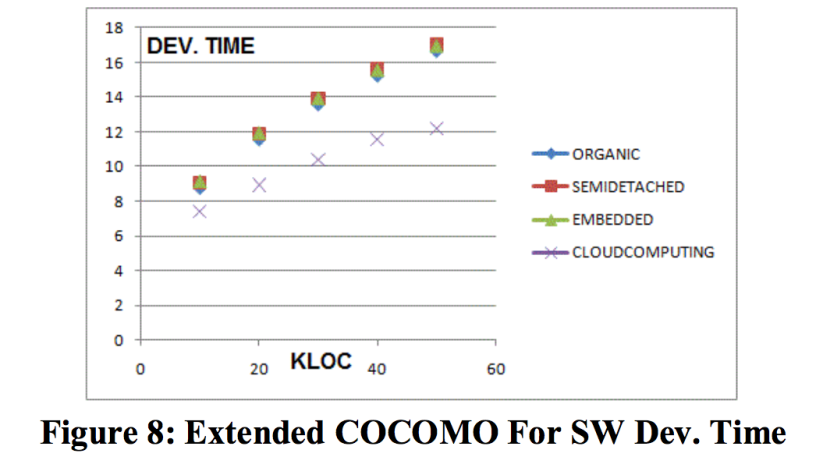 18
DEV. TIME
16
14
12
10
8
6
4
2
0
0
20
KLOC
40
60
ORGANIC
SEMIDETACHED
EMBEDDED
CLOUDCOMPUTING
Figure 8: Extended COCOMO For SW Dev. Time